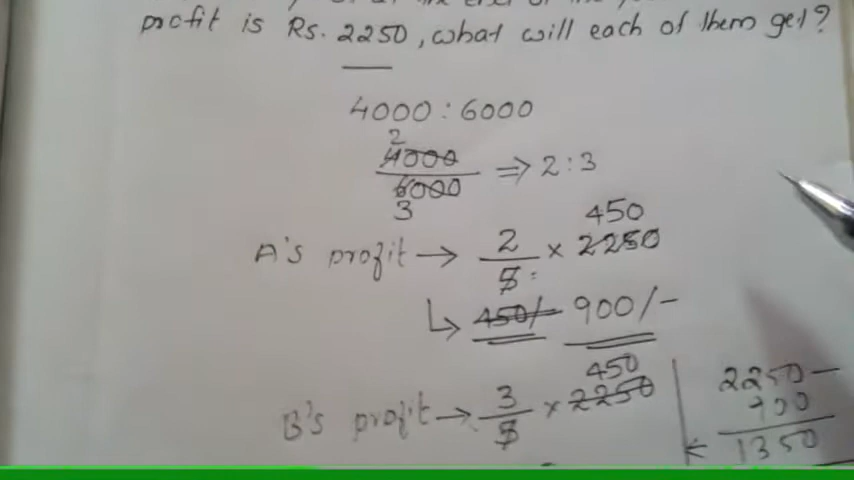 profit is Rs. 2250, what will each of them get?
4000 : 6000
2
4000
6000
3
⇒ 2 : 3
450
A's profit → 2/5 × 2250
↳ 450/- 900/-
450
B's profit → 3/5 × 2250
2250 -
900
1350